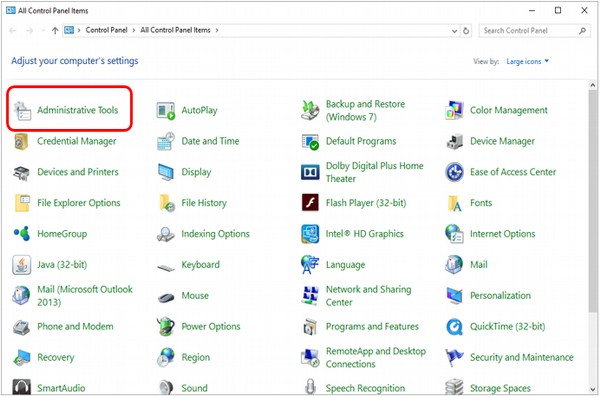 All Control Panel Items
Control Panel > All Control Panel Items >
Search Control Panel
Adjust your computer's settings
View by: Large icons
Administrative Tools
AutoPlay
Backup and Restore
(Windows 7)
Color Management
Credential Manager
Date and Time
Default Programs
Device Manager
Devices and Printers
Display
Dolby Digital Plus Home
Theater
Ease of Access Center
File Explorer Options
File History
Flash Player (32-bit)
Fonts
HomeGroup
Indexing Options
Intel® HD Graphics
Internet Options
Java (32-bit)
Keyboard
Language
Mail
Mail (Microsoft Outlook
2013)
Mouse
Network and Sharing
Center
Personalization
Phone and Modem
Power Options
Programs and Features
QuickTime (32-bit)
Recovery
Region
RemoteApp and Desktop
Connections
Security and Maintenance
SmartAudio
Sound
Speech Recognition
Storage Spaces